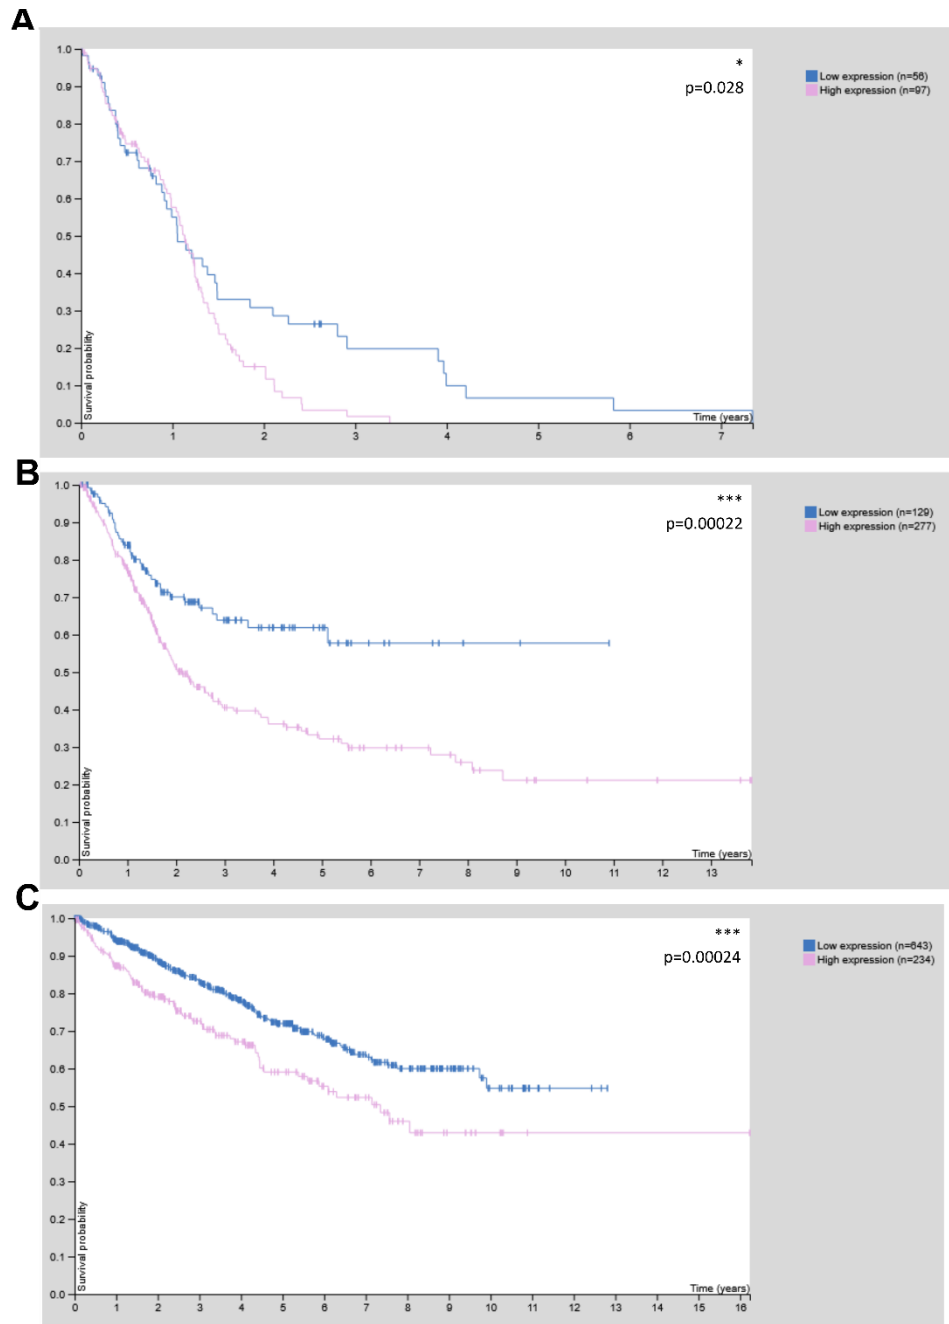 A
*
p=0.028
Low expression (n=56)
High expression (n=97)
1.0
0.9
0.8
0.7
0.6
0.5
0.4
0.3
0.2
0.1
0.0
Survival probability
Time (years)
0 1 2 3 4 5 6 7
B
***
p=0.00022
Low expression (n=129)
High expression (n=277)
1.0
0.9
0.8
0.7
0.6
0.5
0.4
0.3
0.2
0.1
0.0
Survival probability
Time (years)
0 1 2 3 4 5 6 7 8 9 10 11 12 13
C
***
p=0.00024
Low expression (n=643)
High expression (n=234)
1.0
0.9
0.8
0.7
0.6
0.5
0.4
0.3
0.2
0.1
0.0
Survival probability
Time (years)
0 1 2 3 4 5 6 7 8 9 10 11 12 13 14 15 16